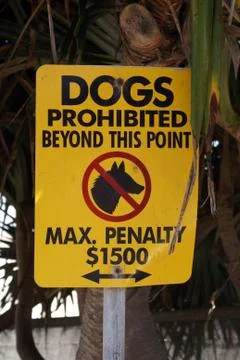 DOGS
PROHIBITED
BEYOND THIS POINT
MAX. PENALTY
$1500